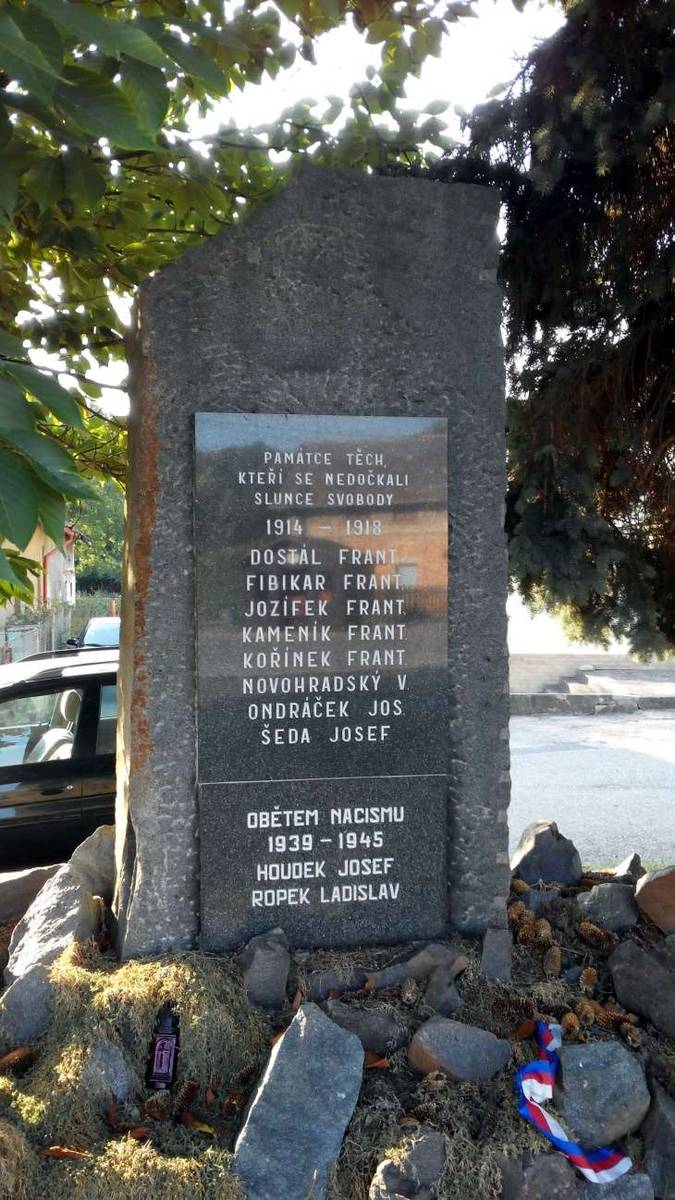 PAMÁTCE TĚCH,
KTEŘÍ SE NEDOČKALI
SLUNCE SVOBODY
1914 – 1918
DOSTÁL FRANT.
FIBIKAR FRANT.
JOZÍFEK FRANT.
KAMENÍK FRANT.
KOŘÍNEK FRANT.
NOVOHRADSKÝ V.
ONDRÁČEK JOS.
ŠEDA JOSEF
OBĚTEM NACISMU
1939 – 1945
HOUDEK JOSEF
ROPEK LADISLAV